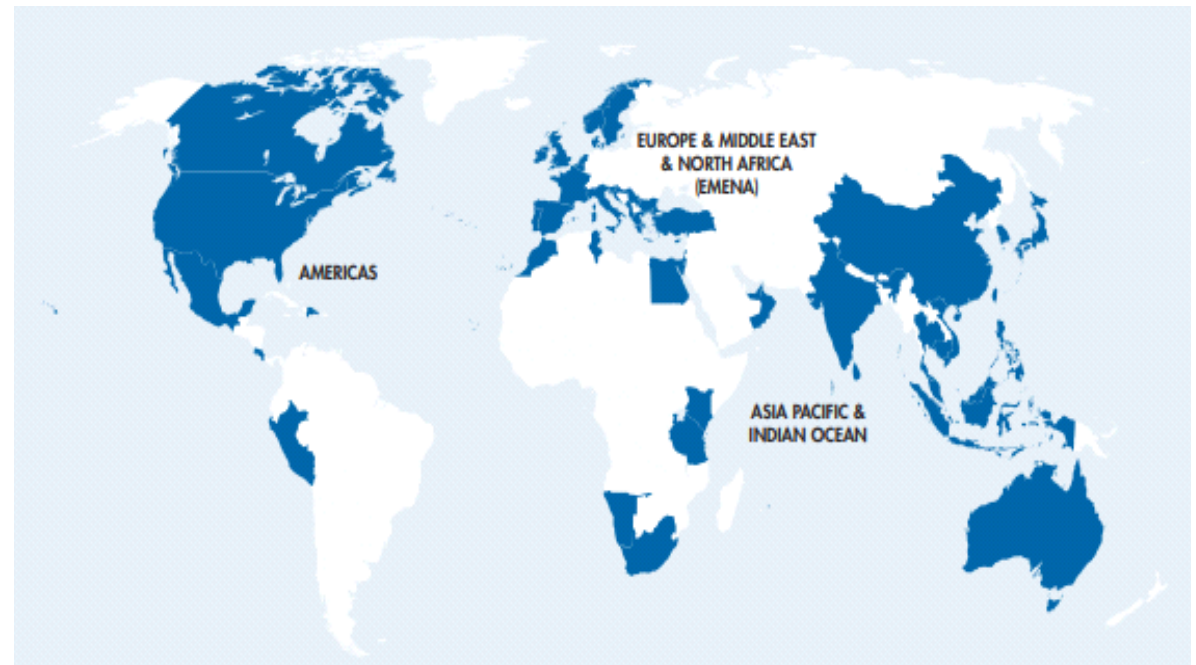 EUROPE & MIDDLE EAST
& NORTH AFRICA
(EMENA)
AMERICAS
ASIA PACIFIC &
INDIAN OCEAN